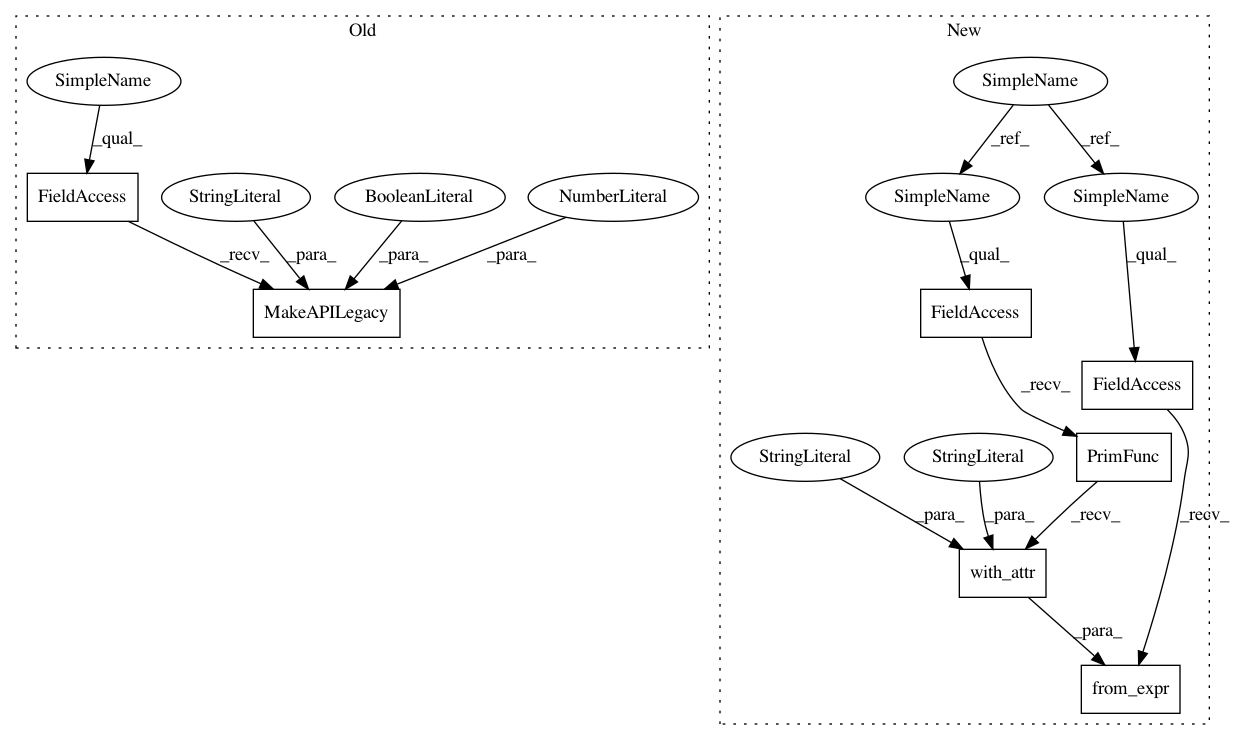 Old
New
SimpleName
SimpleName
_qual_
_ref_
_ref_
FieldAccess
StringLiteral
BooleanLiteral
NumberLiteral
SimpleName
SimpleName
_recv_
_para_
_para_
_para_
_qual_
_qual_
MakeAPILegacy
FieldAccess
_recv_
FieldAccess
StringLiteral
StringLiteral
PrimFunc
_para_
_para_
_recv_
_recv_
with_attr
_para_
from_expr